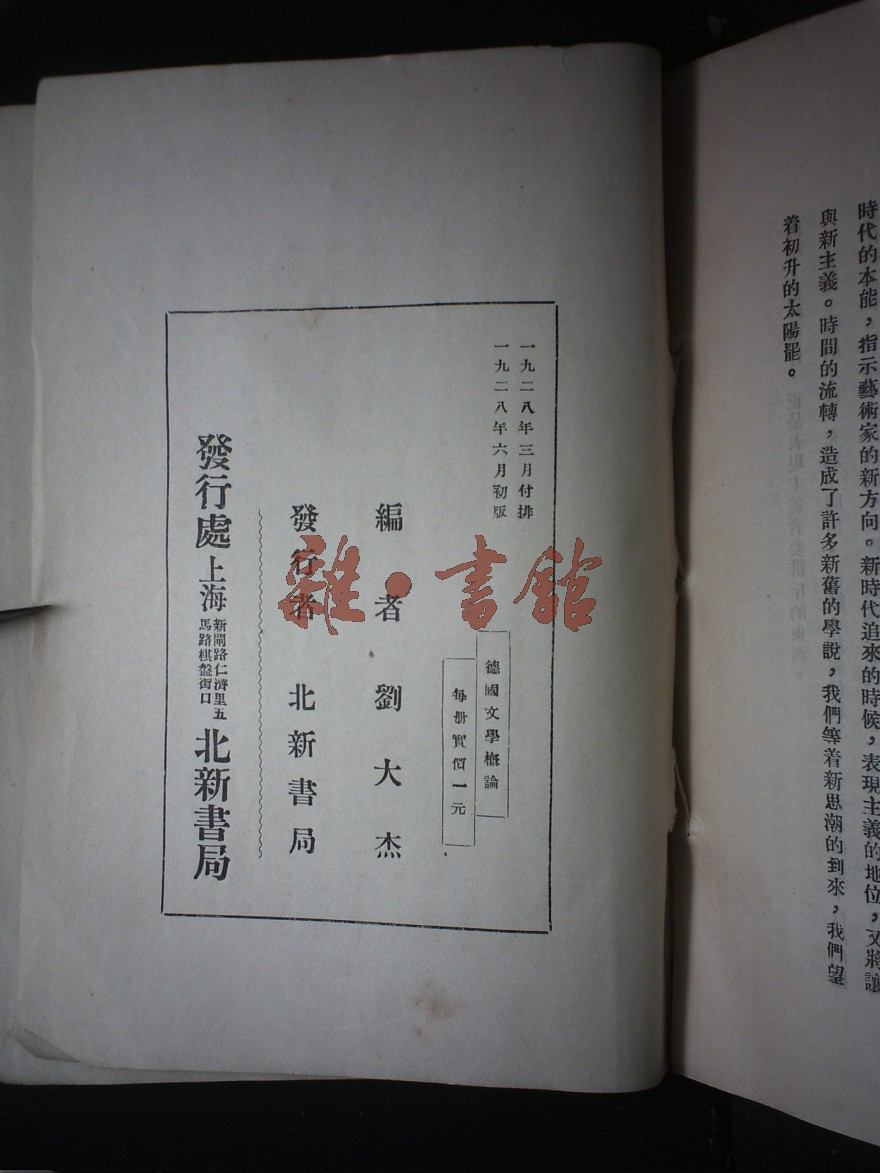 時代的本能，指示藝術家的新方向。新時代追來的時候，表現主義的地位，又將讓
與新主義。時間的流轉，造成了許多新舊的學說，我們等着新思潮的到來，我們望
着初升的太陽罷。
一九二八年三月付排
一九二八年六月初版
德國文學概論
每冊實價一元
編者 劉大杰
發行者 北新書局
發行處 上海 新閘路仁濟里五
馬路棋盤街口 北新書局
雜·書館